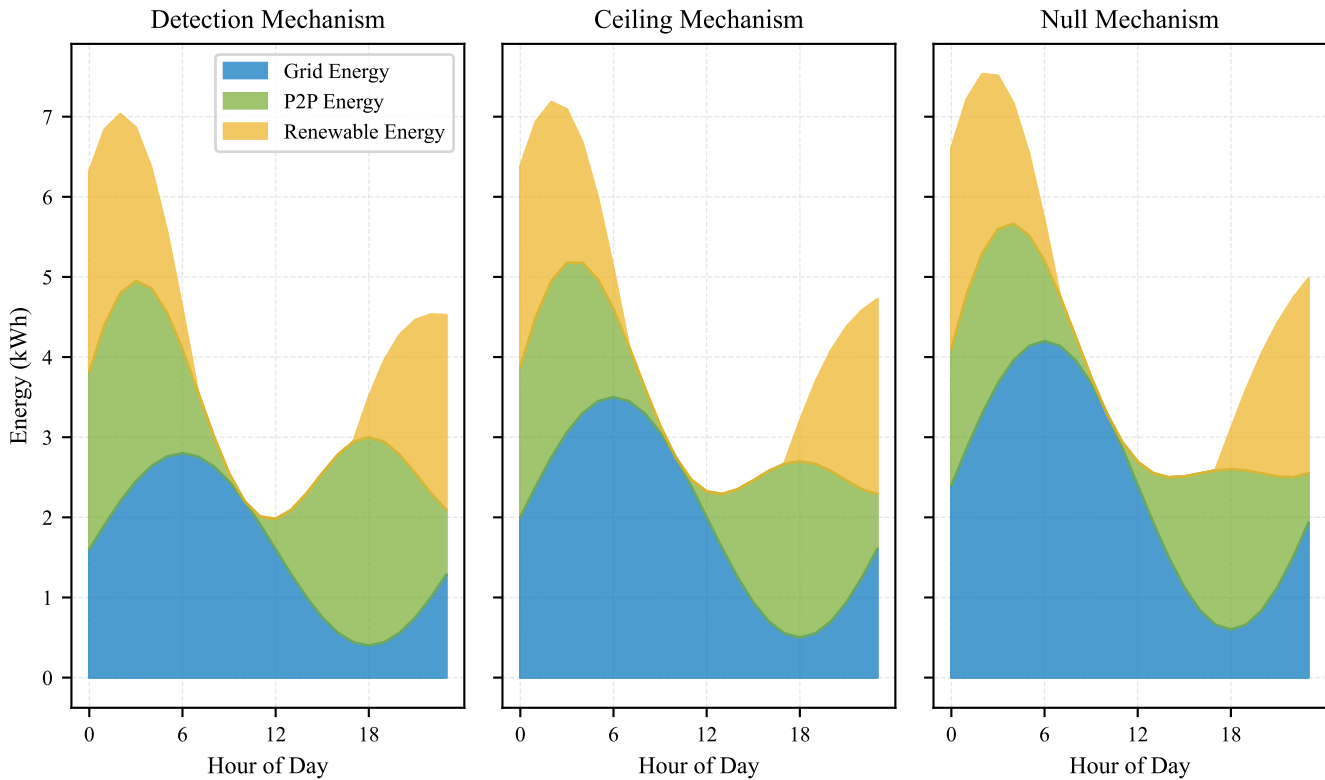 Detection Mechanism
Ceiling Mechanism
Null Mechanism
Grid Energy
P2P Energy
Renewable Energy
7
6
5
4
3
2
1
0
Energy (kWh)
0 6 12 18
0 6 12 18
0 6 12 18
Hour of Day
Hour of Day
Hour of Day